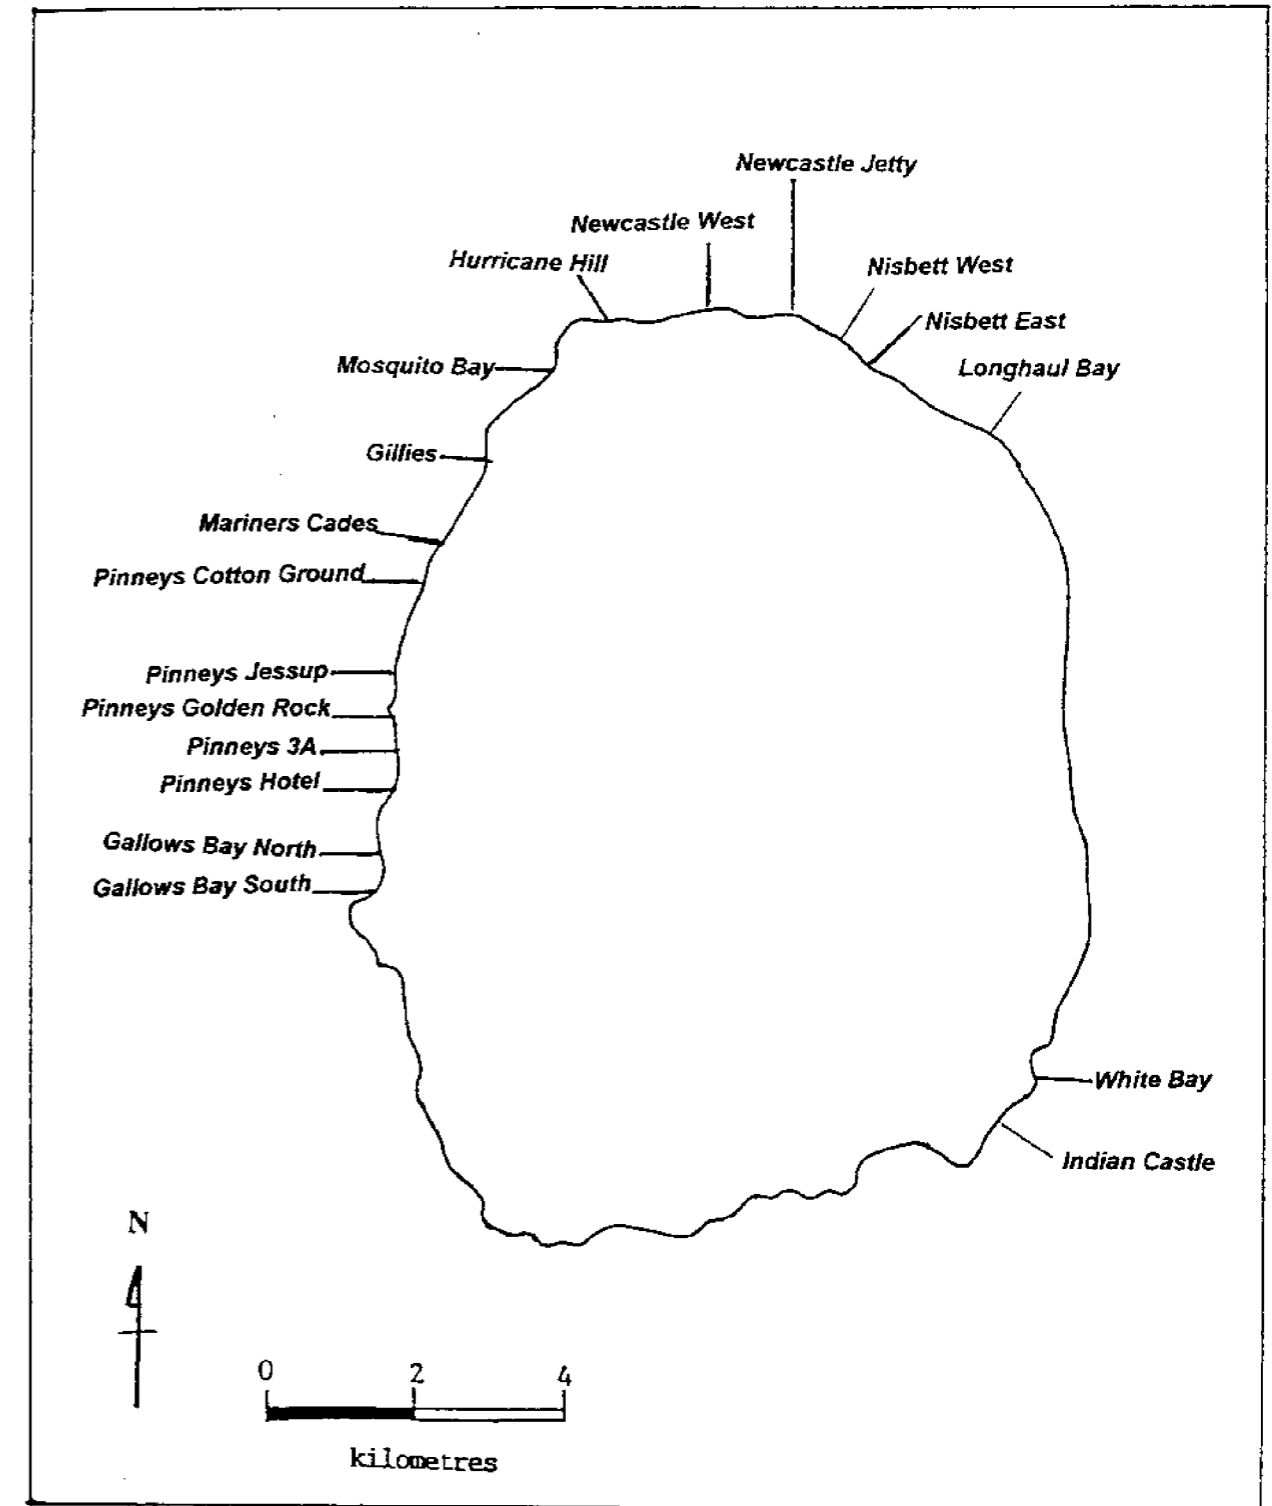 Newcastle Jetty
Newcastle West
Hurricane Hill
Nisbett West
Nisbett East
Mosquito Bay
Longhaul Bay
Gillies
Mariners Cades
Pinneys Cotton Ground
Pinneys Jessup
Pinneys Golden Rock
Pinneys 3A
Pinneys Hotel
Gallows Bay North
Gallows Bay South
White Bay
Indian Castle
N
0 2 4
kilometres